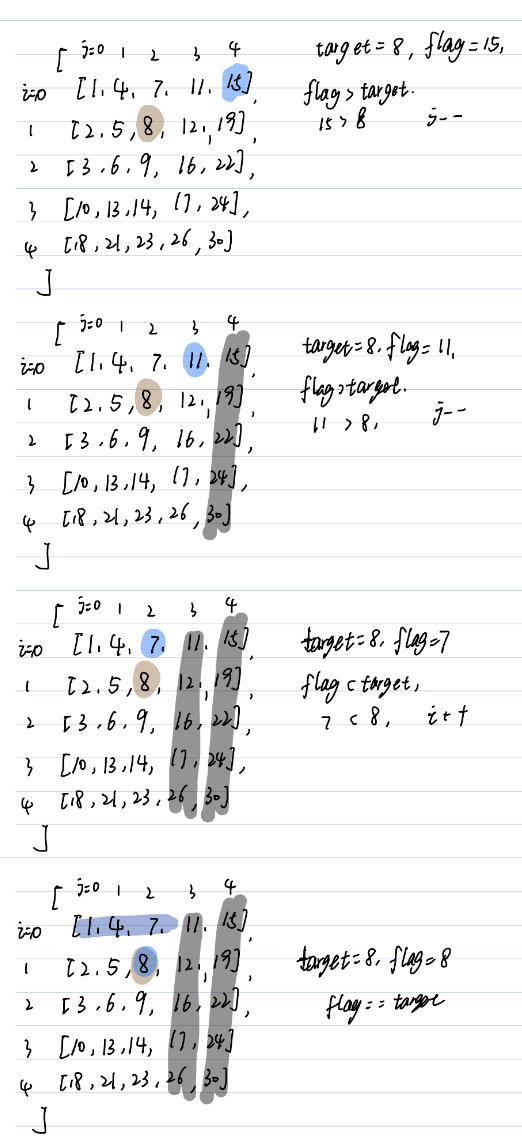 [ j=0 1 2 3 4
i=0 [1, 4, 7, 11, 15],
1 [2, 5, 8, 12, 19],
2 [3, 6, 9, 16, 22],
3 [10, 13, 14, 17, 24],
4 [18, 21, 23, 26, 30]
]
target=8, flag=15,
flag>target.
15>8 j--
[ j=0 1 2 3 4
i=0 [1, 4, 7, 11, 15],
1 [2, 5, 8, 12, 19],
2 [3, 6, 9, 16, 22],
3 [10, 13, 14, 17, 24],
4 [18, 21, 23, 26, 30]
]
target=8, flag=11,
flag>target.
11>8, j--
[ j=0 1 2 3 4
i=0 [1, 4, 7, 11, 15],
1 [2, 5, 8, 12, 19],
2 [3, 6, 9, 16, 22],
3 [10, 13, 14, 17, 24],
4 [18, 21, 23, 26, 30]
]
target=8, flag=7
flag<target,
7<8, i++
[ j=0 1 2 3 4
i=0 [1, 4, 7, 11, 15],
1 [2, 5, 8, 12, 19],
2 [3, 6, 9, 16, 22],
3 [10, 13, 14, 17, 24]
4 [18, 21, 23, 26, 30]
]
target=8, flag=8
flag==target